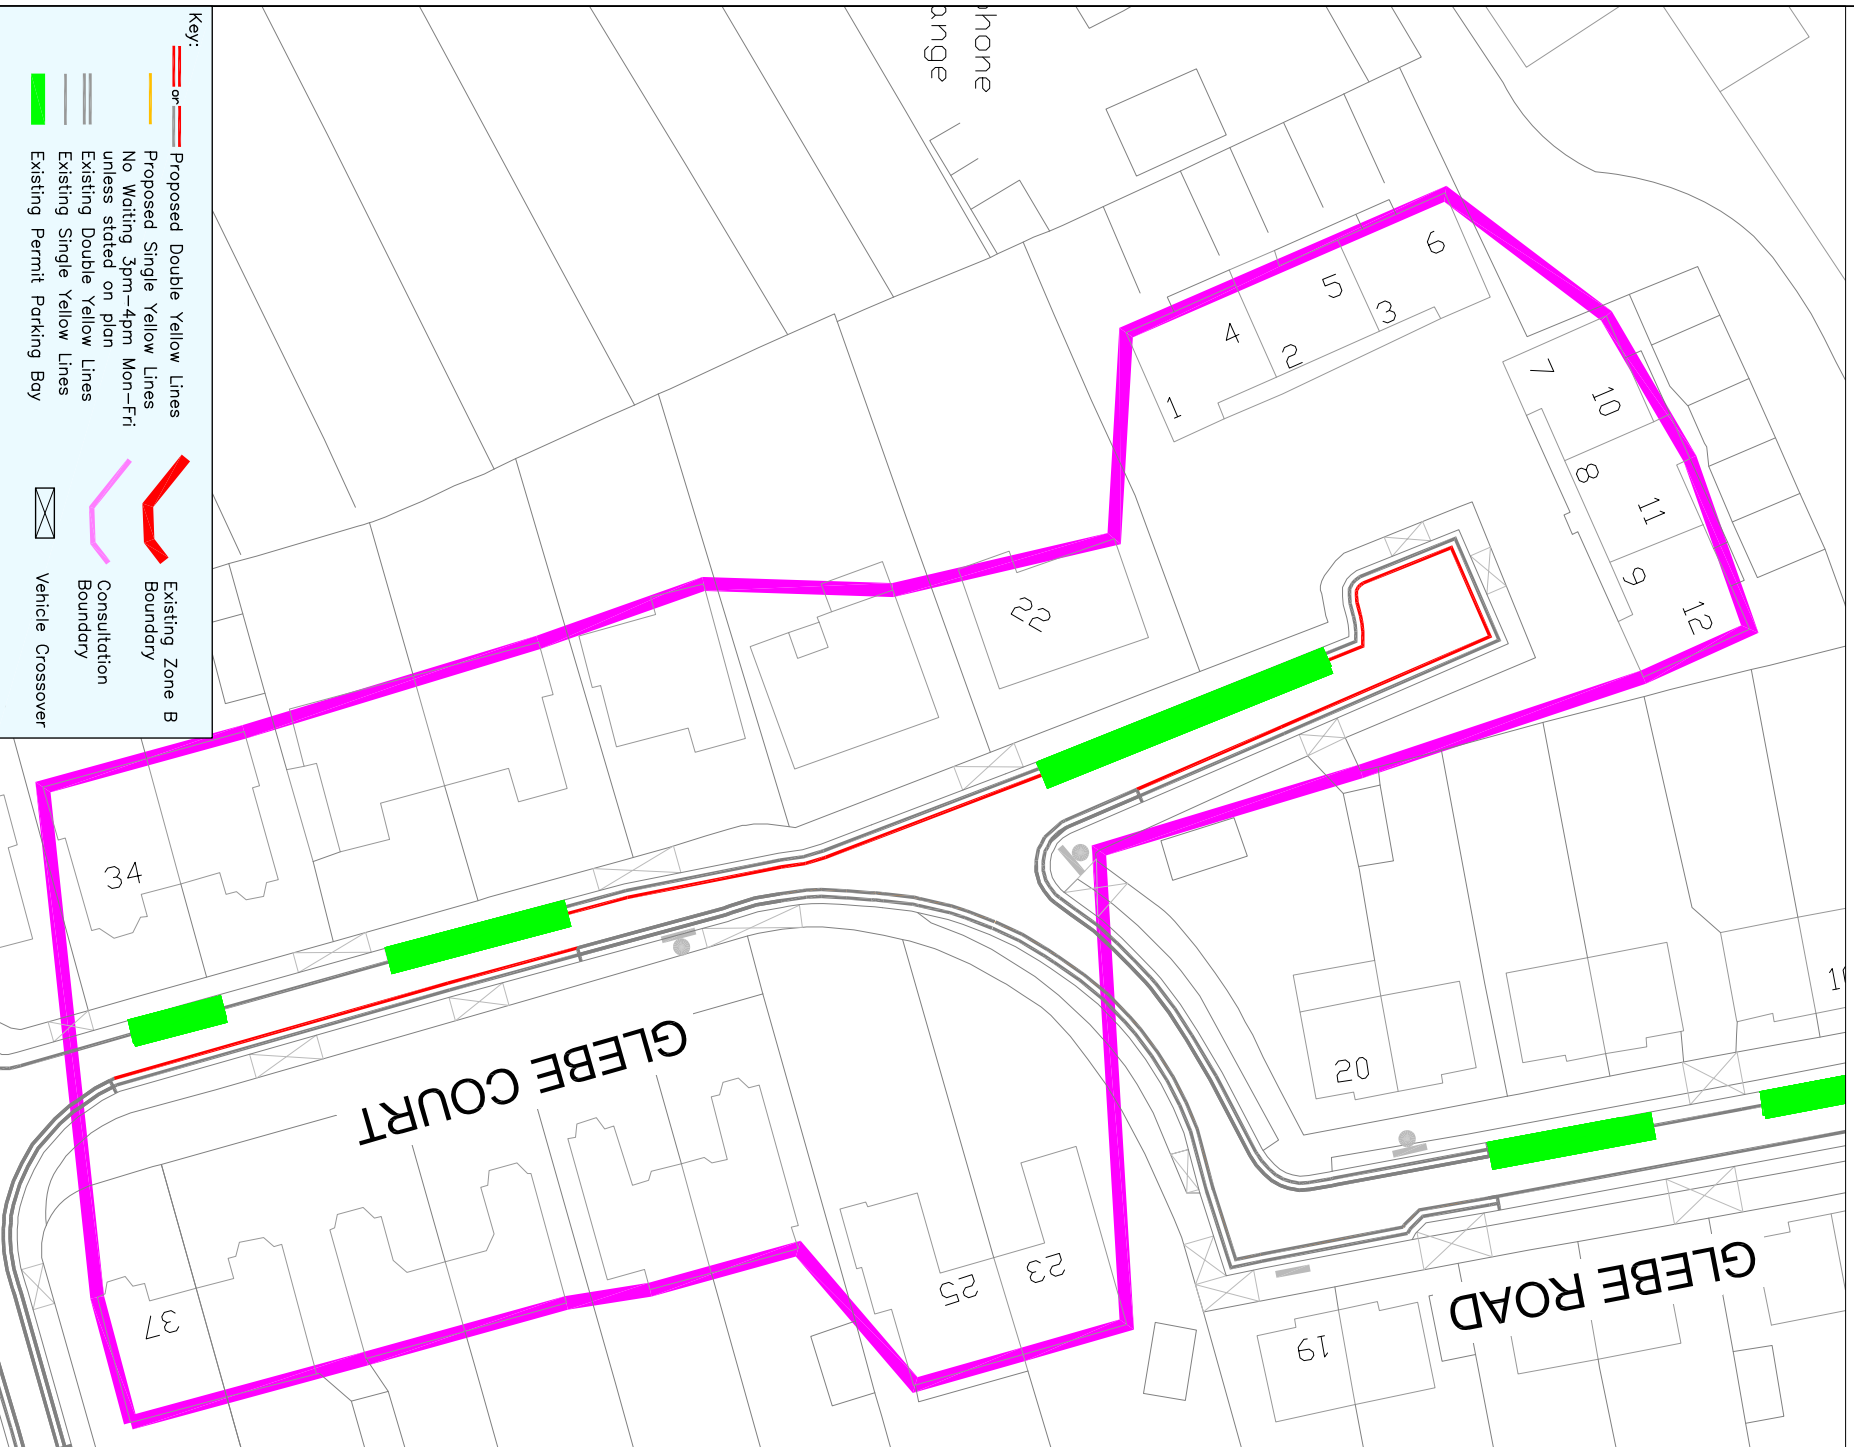 Key:
or
Proposed Double Yellow Lines
Proposed Single Yellow Lines
No Waiting 3pm-4pm Mon-Fri
unless stated on plan
Existing Double Yellow Lines
Existing Single Yellow Lines
Existing Permit Parking Bay
Existing Zone B
Boundary
Consultation
Boundary
Vehicle Crossover
phone
ange
6
5
3
4
2
1
7
10
8
11
9
12
22
34
20
GLEBE COURT
GLEBE ROAD
37
25
23
19